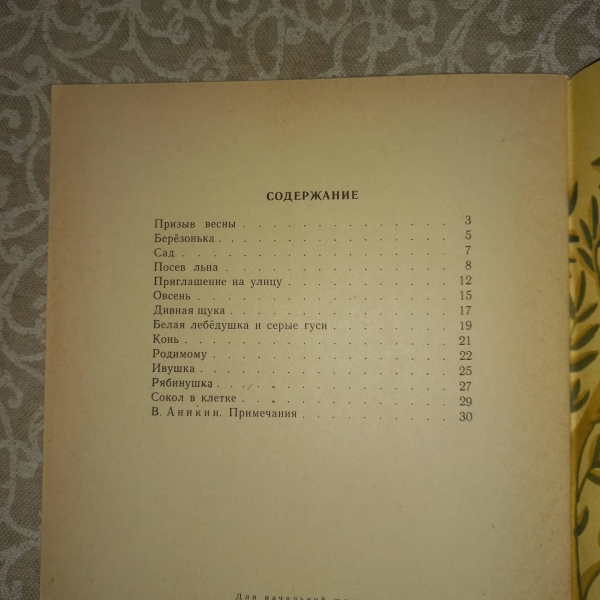 СОДЕРЖАНИЕ
Призыв весны . . . . . . . . . . . . . . 3
Берёзонька . . . . . . . . . . . . . . . 5
Сад . . . . . . . . . . . . . . . . . 7
Посев льна . . . . . . . . . . . . . . . 8
Приглашение на улицу . . . . . . . . . . . 12
Овсень . . . . . . . . . . . . . . . . 15
Дивная щука . . . . . . . . . . . . . . 17
Белая лебёдушка и серые гуси . . . . . . . . 19
Конь . . . . . . . . . . . . . . . . . 21
Родимому . . . . . . . . . . . . . . . 22
Ивушка . . . . . . . . . . . . . . . . 25
Рябинушка . . . . . . . . . . . . . . . 27
Сокол в клетке . . . . . . . . . . . . . 29
В. Аникин. Примечания . . . . . . . . . . 30
Для начальной